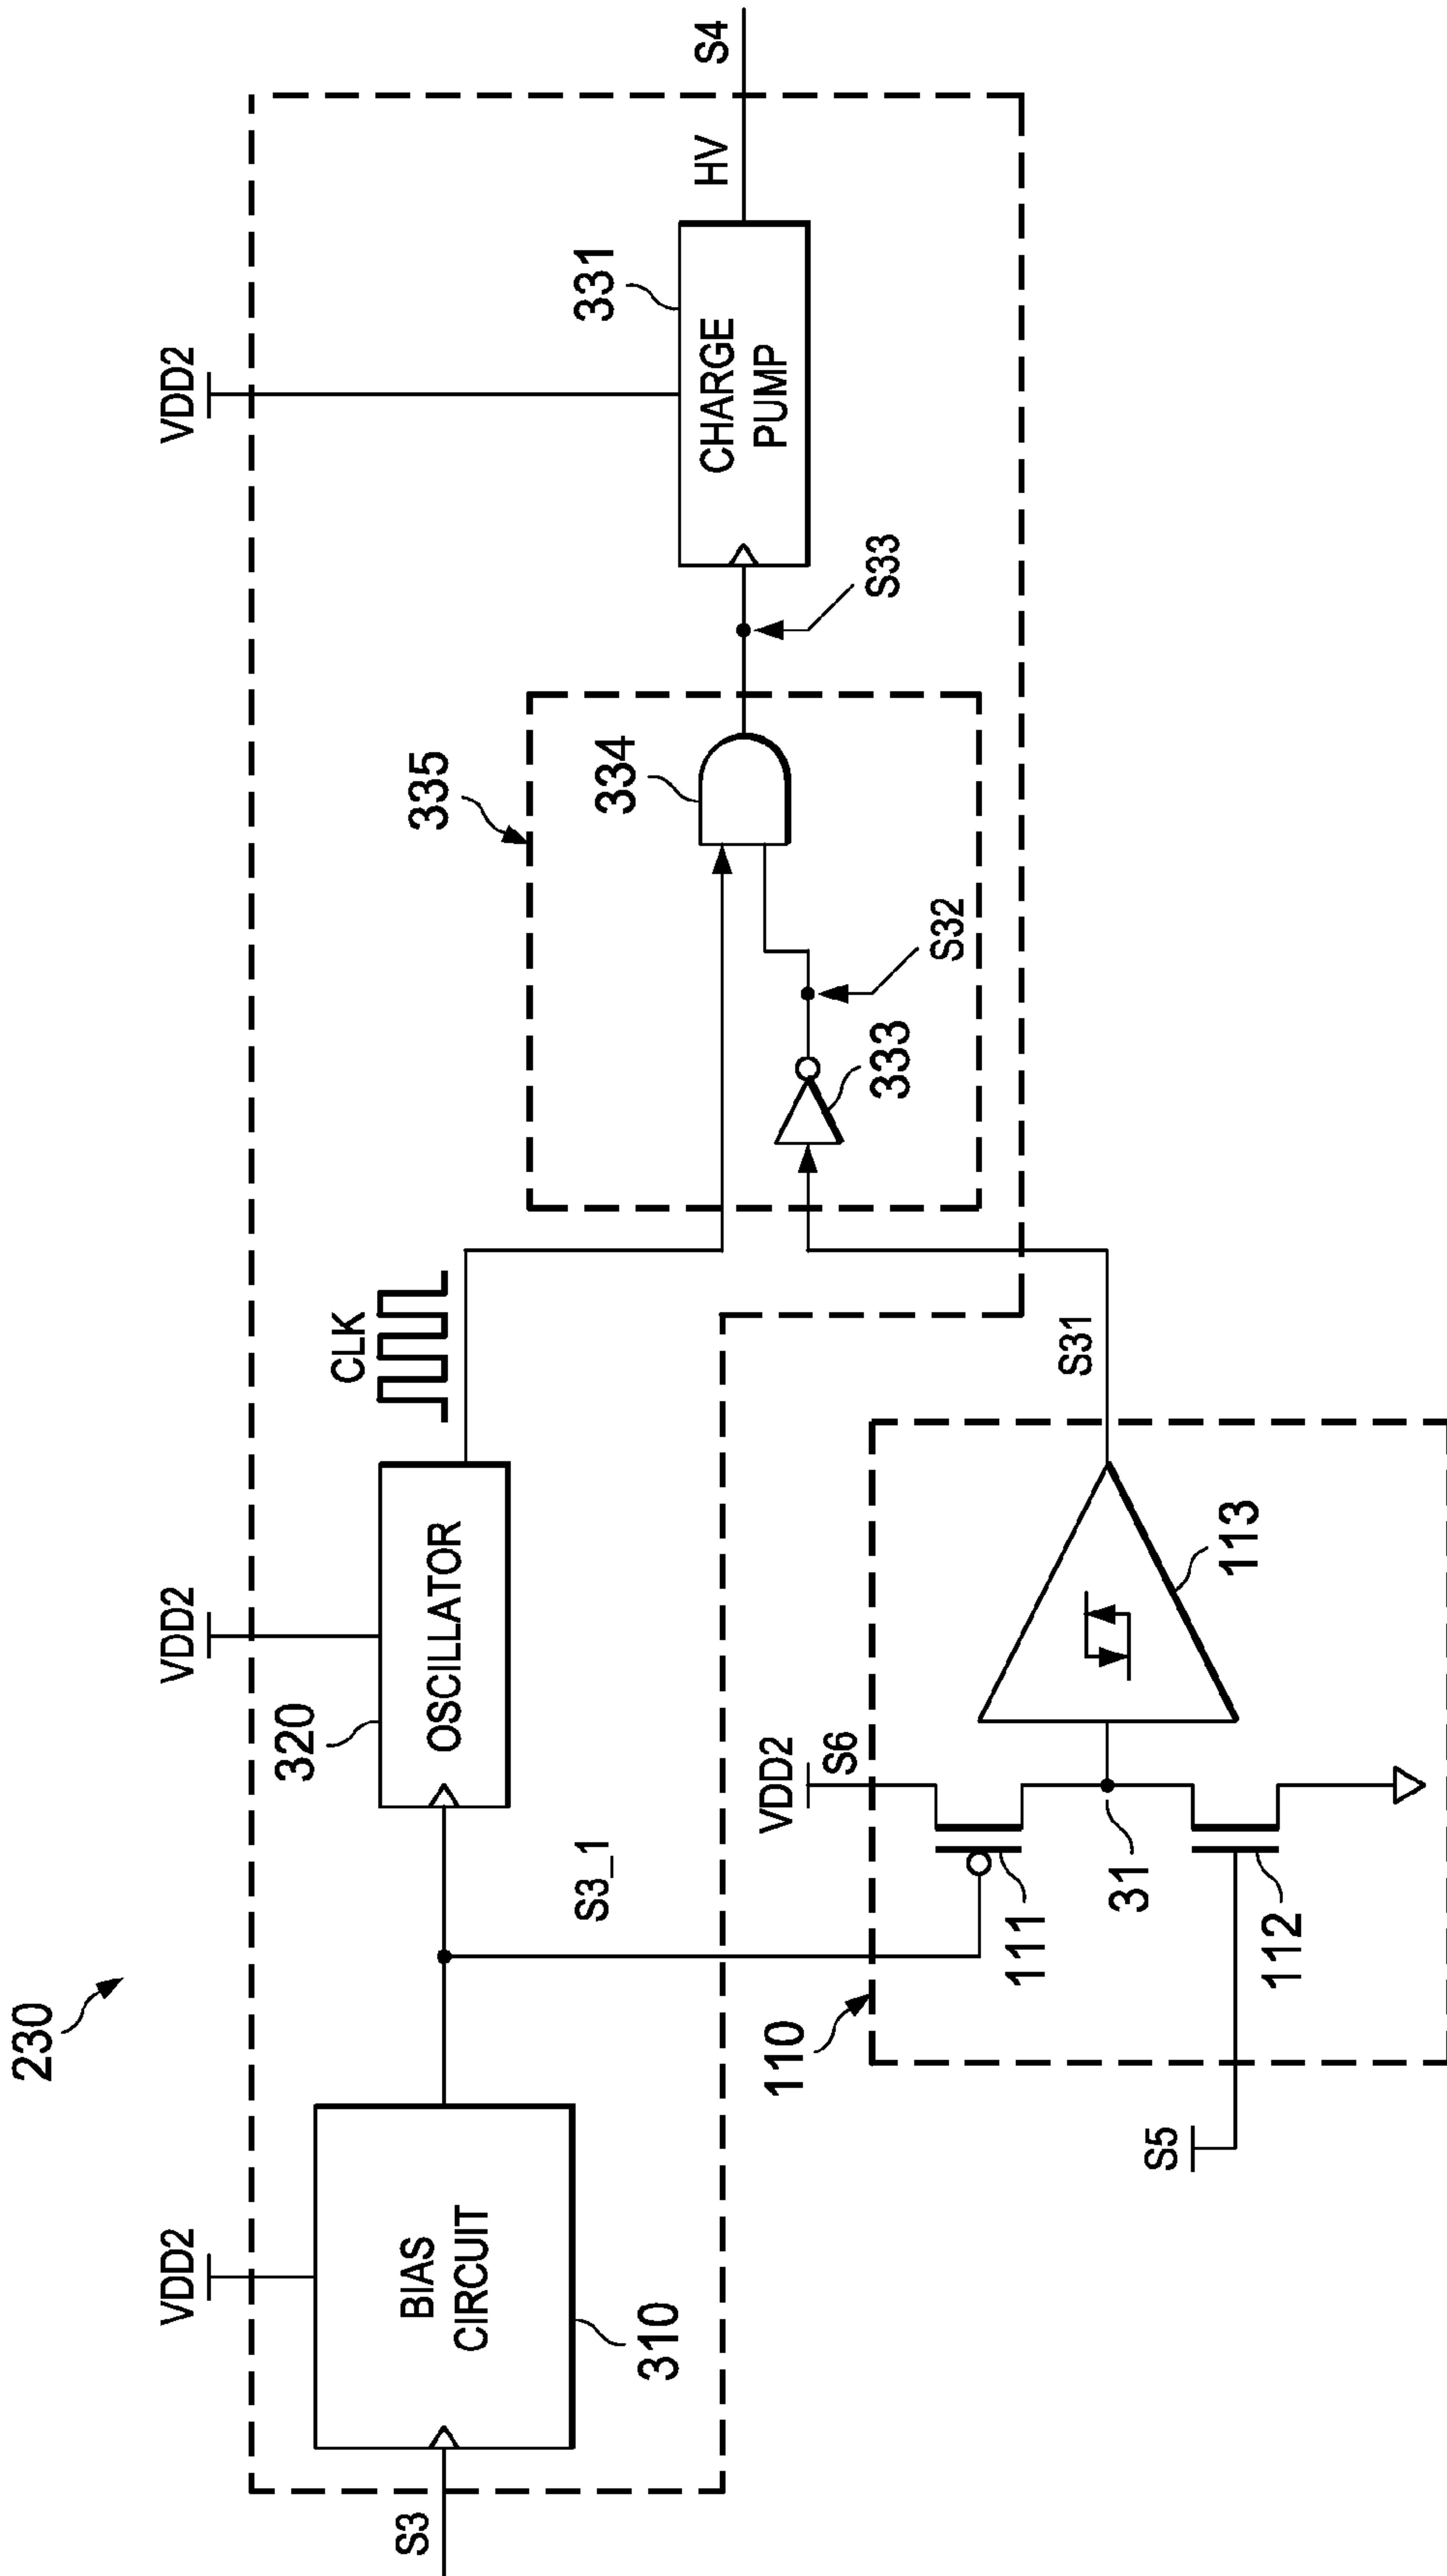 230
VDD2
VDD2
VDD2
S3
BIAS
CIRCUIT
310
S3_1
320
OSCILLATOR
CLK
335
334
333
S32
S33
331
CHARGE
PUMP
HV
S4
110
S5
VDD2
S6
111
31
112
113
S31